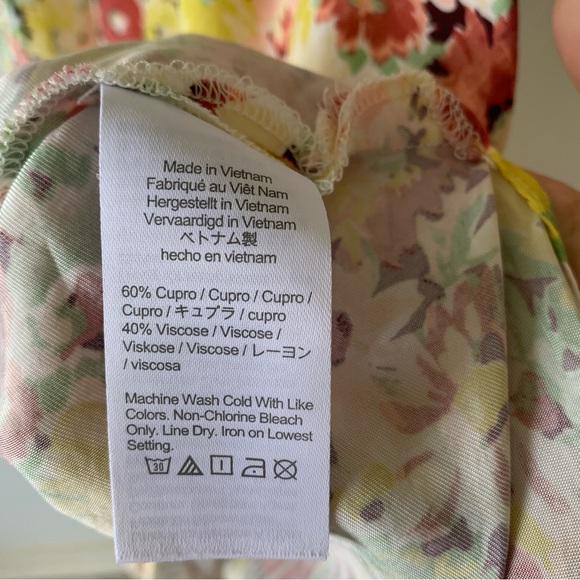 Made in Vietnam
Fabriqué au Viêt Nam
Hergestellt in Vietnam
Vervaardigd in Vietnam
ベトナム製
hecho en vietnam
60% Cupro / Cupro / Cupro /
Cupro / キュプラ / cupro
40% Viscose / Viscose /
Viskose / Viscose / レーヨン
/ viscosa
Machine Wash Cold With Like
Colors. Non-Chlorine Bleach
Only. Line Dry. Iron on Lowest
Setting.
30